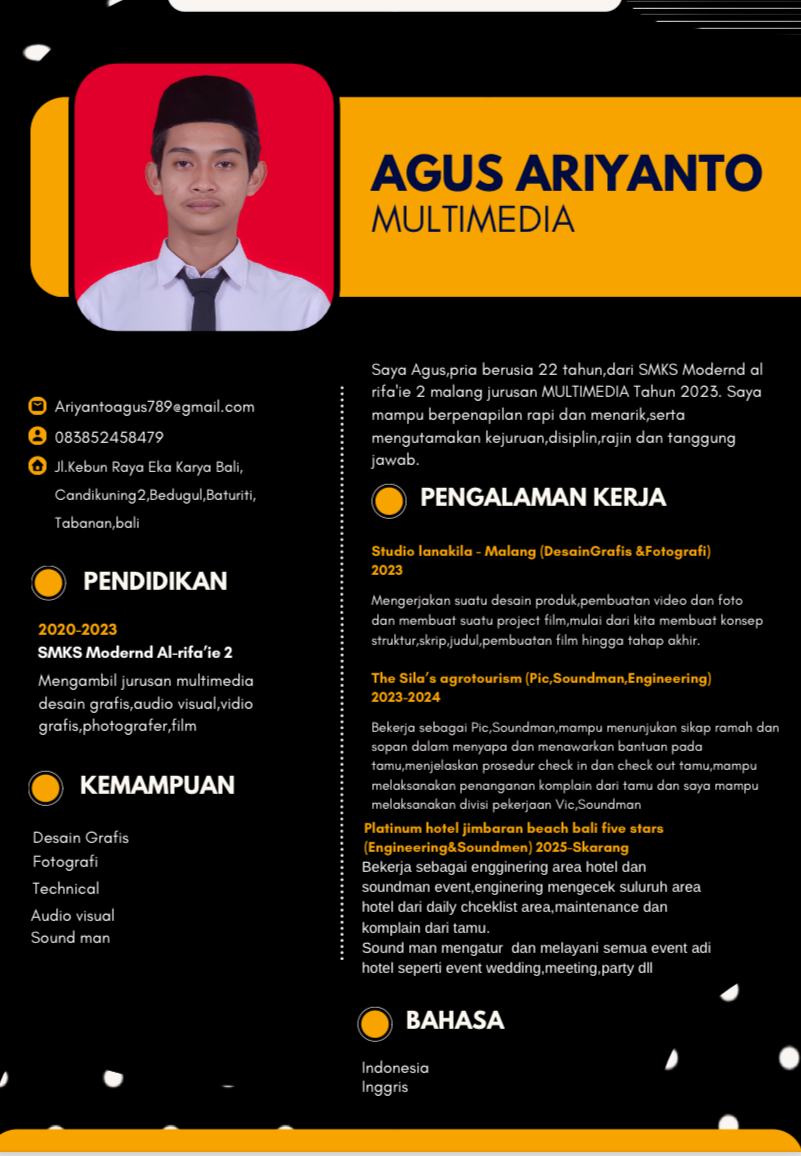 AGUS ARIYANTO
MULTIMEDIA
Ariyantoagus789@gmail.com
083852458479
Jl.Kebun Raya Eka Karya Bali,
Candikuning2,Bedugul,Baturiti,
Tabanan,bali
PENDIDIKAN
2020-2023
SMKS Modernd Al-rifa’ie 2
Mengambil jurusan multimedia
desain grafis,audio visual,vidio
grafis,photografer,film
KEMAMPUAN
Desain Grafis
Fotografi
Technical
Audio visual
Sound man
Saya Agus,pria berusia 22 tahun,dari SMKS Modernd al
rifa'ie 2 malang jurusan MULTIMEDIA Tahun 2023. Saya
mampu berpenapilan rapi dan menarik,serta
mengutamakan kejuruan,disiplin,rajin dan tanggung
jawab.
PENGALAMAN KERJA
Studio lanakila - Malang (DesainGrafis &Fotografi)
2023
Mengerjakan suatu desain produk,pembuatan video dan foto
dan membuat suatu project film,mulai dari kita membuat konsep
struktur,skrip,judul,pembuatan film hingga tahap akhir.
The Sila’s agrotourism (Pic,Soundman,Engineering)
2023-2024
Bekerja sebagai Pic,Soundman,mampu menunjukan sikap ramah dan
sopan dalam menyapa dan menawarkan bantuan pada
tamu,menjelaskan prosedur check in dan check out tamu,mampu
melaksanakan penanganan komplain dari tamu dan saya mampu
melaksanakan divisi pekerjaan Vic,Soundman
Platinum hotel jimbaran beach bali five stars
(Engineering&Soundmen) 2025-Skarang
Bekerja sebagai engginering area hotel dan
soundman event,enginering mengecek suluruh area
hotel dari daily chceklist area,maintenance dan
komplain dari tamu.
Sound man mengatur  dan melayani semua event adi
hotel seperti event wedding,meeting,party dll
BAHASA
Indonesia
Inggris